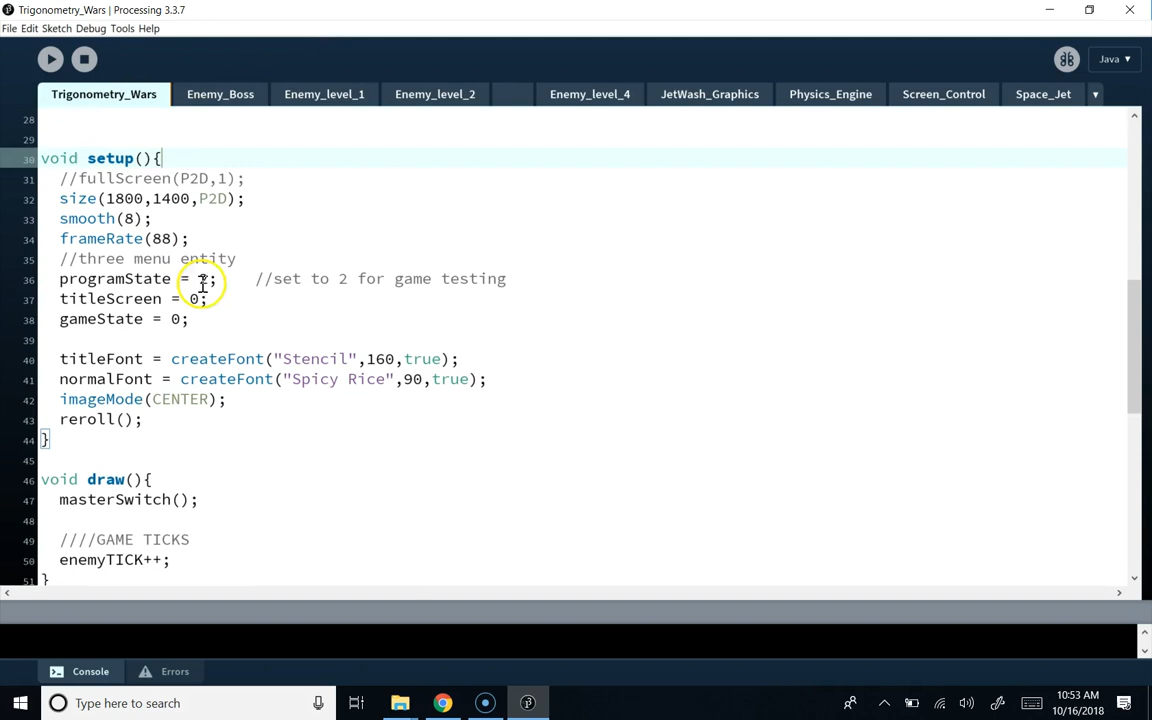 Trigonometry_Wars | Processing 3.3.7
File Edit Sketch Debug Tools Help
Java ▼
Trigonometry_Wars Enemy_Boss Enemy_level_1 Enemy_level_2 Enemy_level_4 JetWash_Graphics Physics_Engine Screen_Control Space_Jet ▼
28
29
30 void setup(){
31 //fullScreen(P2D,1);
32 size(1800,1400,P2D);
33 smooth(8);
34 frameRate(88);
35 //three menu entity
36 programState = 2; //set to 2 for game testing
37 titleScreen = 0;
38 gameState = 0;
39
40 titleFont = createFont("Stencil",160,true);
41 normalFont = createFont("Spicy Rice",90,true);
42 imageMode(CENTER);
43 reroll();
44 }
45
46 void draw(){
47 masterSwitch();
48
49 ////GAME TICKS
50 enemyTICK++;
51 }
Console Errors
Type here to search
10:53 AM
10/16/2018